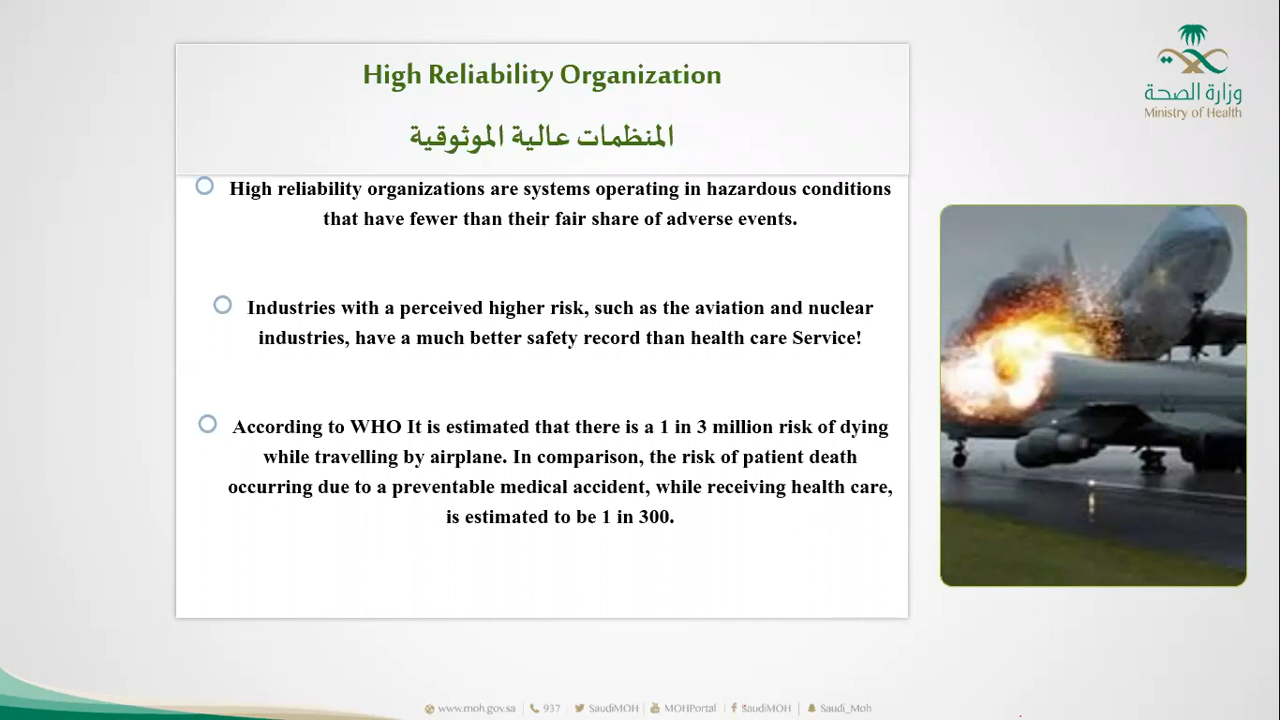 High Reliability Organization
المنظمات عالية الموثوقية
High reliability organizations are systems operating in hazardous conditions
that have fewer than their fair share of adverse events.
Industries with a perceived higher risk, such as the aviation and nuclear
industries, have a much better safety record than health care Service!
According to WHO It is estimated that there is a 1 in 3 million risk of dying
while travelling by airplane. In comparison, the risk of patient death
occurring due to a preventable medical accident, while receiving health care,
is estimated to be 1 in 300.
وزارة الصحة
Ministry of Health
www.moh.gov.sa 937 SaudiMOH MOHPortal SaudiMOH Saudi_Moh